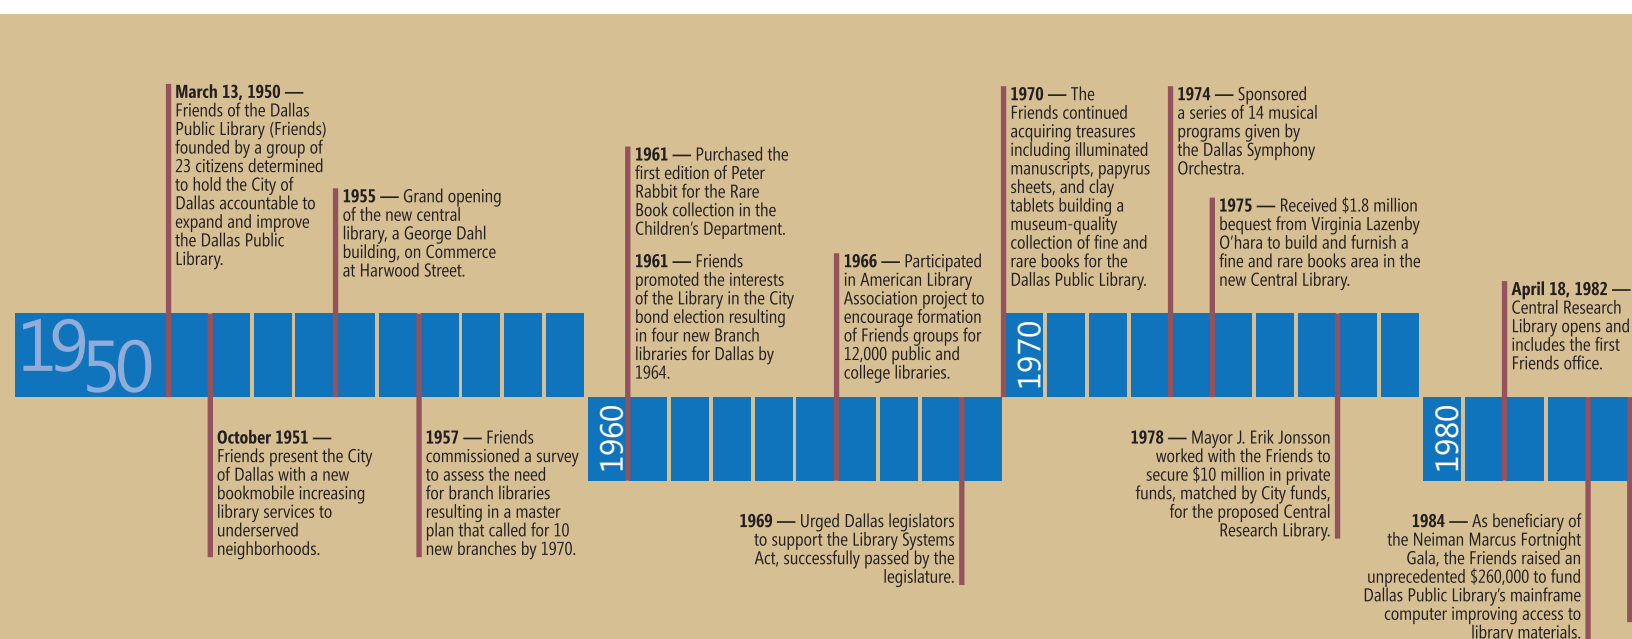 March 13, 1950 —
Friends of the Dallas
Public Library (Friends)
founded by a group of
23 citizens determined
to hold the City of
Dallas accountable to
expand and improve
the Dallas Public
Library.
1955 — Grand opening
of the new central
library, a George Dahl
building, on Commerce
at Harwood Street.
1950
October 1951 —
Friends present the City
of Dallas with a new
bookmobile increasing
library services to
underserved
neighborhoods.
1957 — Friends
commissioned a survey
to assess the need
for branch libraries
resulting in a master
plan that called for 10
new branches by 1970.
1961 — Purchased the
first edition of Peter
Rabbit for the Rare
Book collection in the
Children's Department.
1961 — Friends
promoted the interests
of the Library in the City
bond election resulting
in four new Branch
libraries for Dallas by
1964.
1966 — Participated
in American Library
Association project to
encourage formation
of Friends groups for
12,000 public and
college libraries.
1960
1969 — Urged Dallas legislators
to support the Library Systems
Act, successfully passed by the
legislature.
1970 — The
Friends continued
acquiring treasures
including illuminated
manuscripts, papyrus
sheets, and clay
tablets building a
museum-quality
collection of fine and
rare books for the
Dallas Public Library.
1974 — Sponsored
a series of 14 musical
programs given by
the Dallas Symphony
Orchestra.
1975 — Received $1.8 million
bequest from Virginia Lazenby
O'hara to build and furnish a
fine and rare books area in the
new Central Library.
1970
1978 — Mayor J. Erik Jonsson
worked with the Friends to
secure $10 million in private
funds, matched by City funds,
for the proposed Central
Research Library.
April 18, 1982 —
Central Research
Library opens and
includes the first
Friends office.
1980
1984 — As beneficiary of
the Neiman Marcus Fortnight
Gala, the Friends raised an
unprecedented $260,000 to fund
Dallas Public Library's mainframe
computer improving access to
library materials.